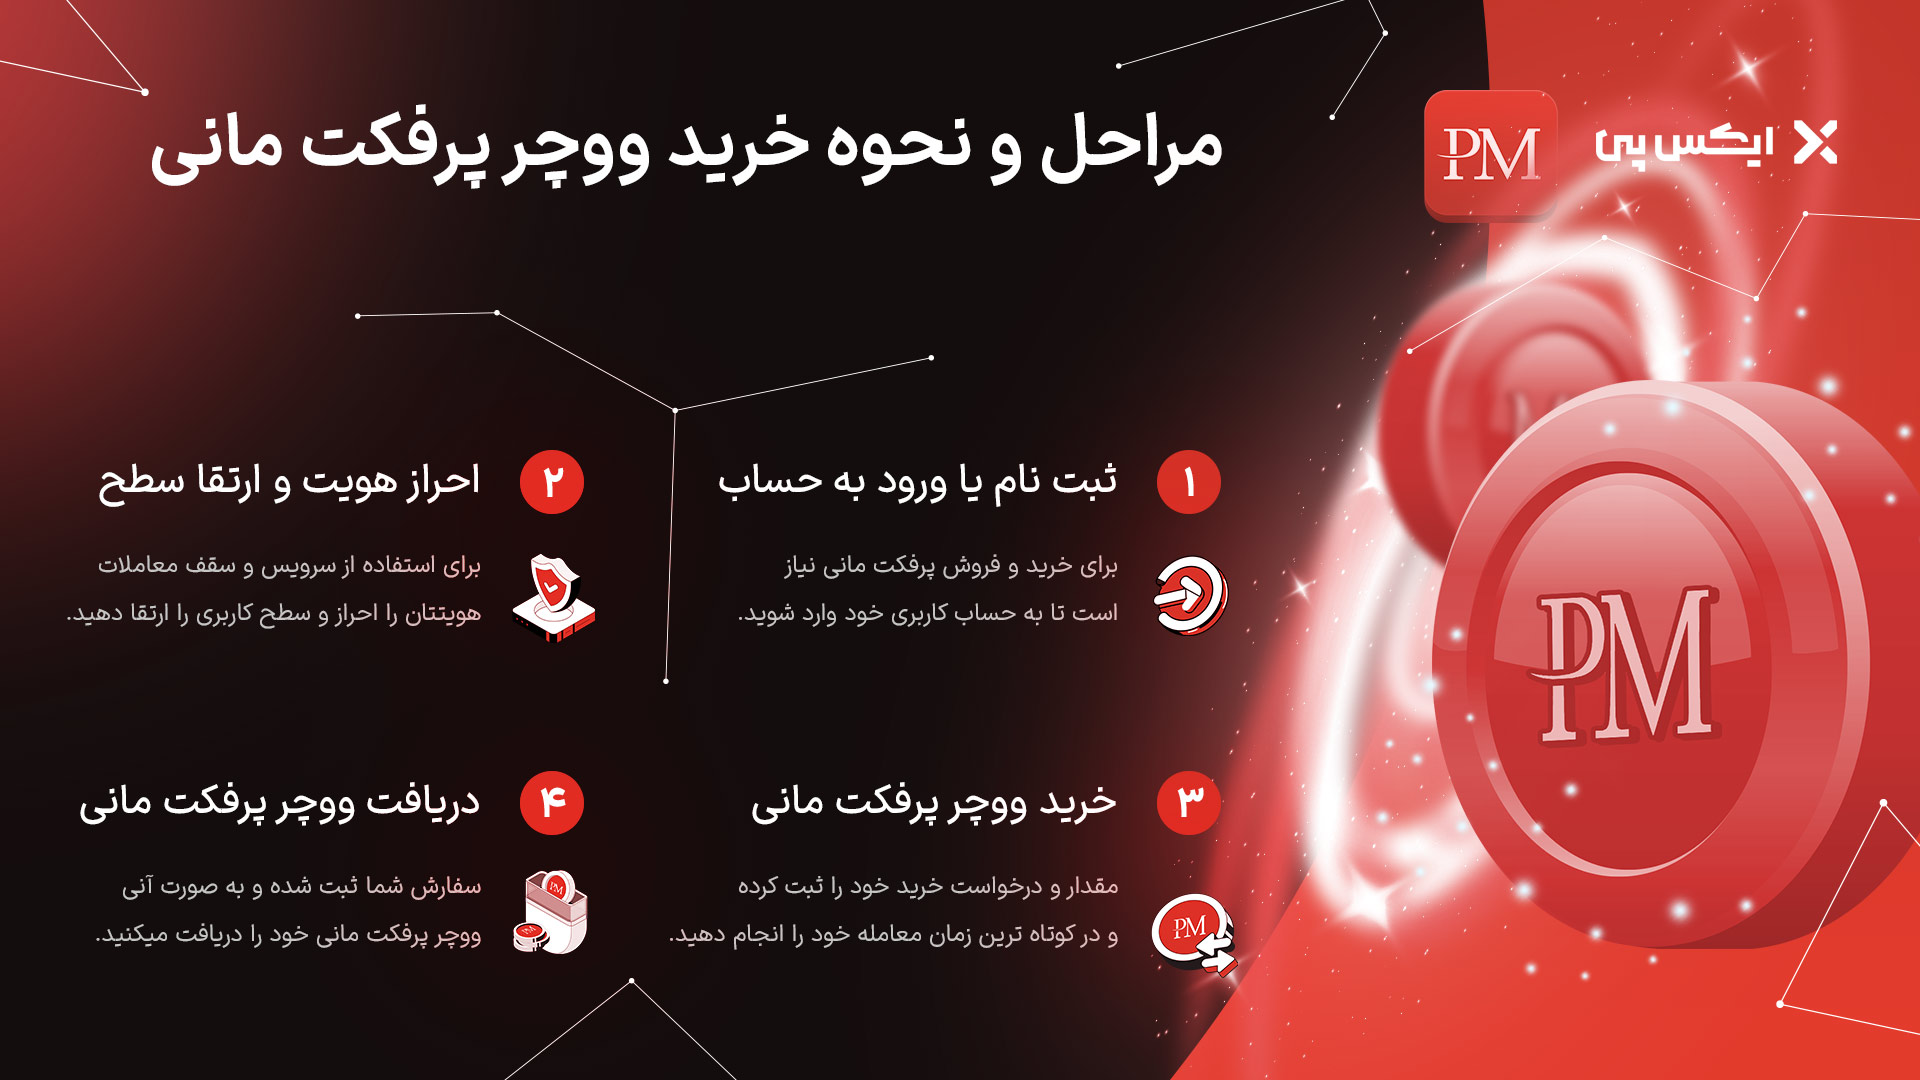 ایکس پی
PM
مراحل و نحوه خرید ووچر پرفکت مانی
۱
ثبت نام یا ورود به حساب
برای خرید و فروش پرفکت مانی نیاز
است تا به حساب کاربری خود وارد شوید.
۲
احراز هویت و ارتقا سطح
برای استفاده از سرویس و سقف معاملات
هویتتان را احراز و سطح کاربری را ارتقا دهید.
۳
خرید ووچر پرفکت مانی
PM
مقدار و درخواست خرید خود را ثبت کرده
و در کوتاه ترین زمان معامله خود را انجام دهید.
۴
دریافت ووچر پرفکت مانی
PM
PM
سفارش شما ثبت شده و به صورت آنی
ووچر پرفکت مانی خود را دریافت میکنید.
PM
PM